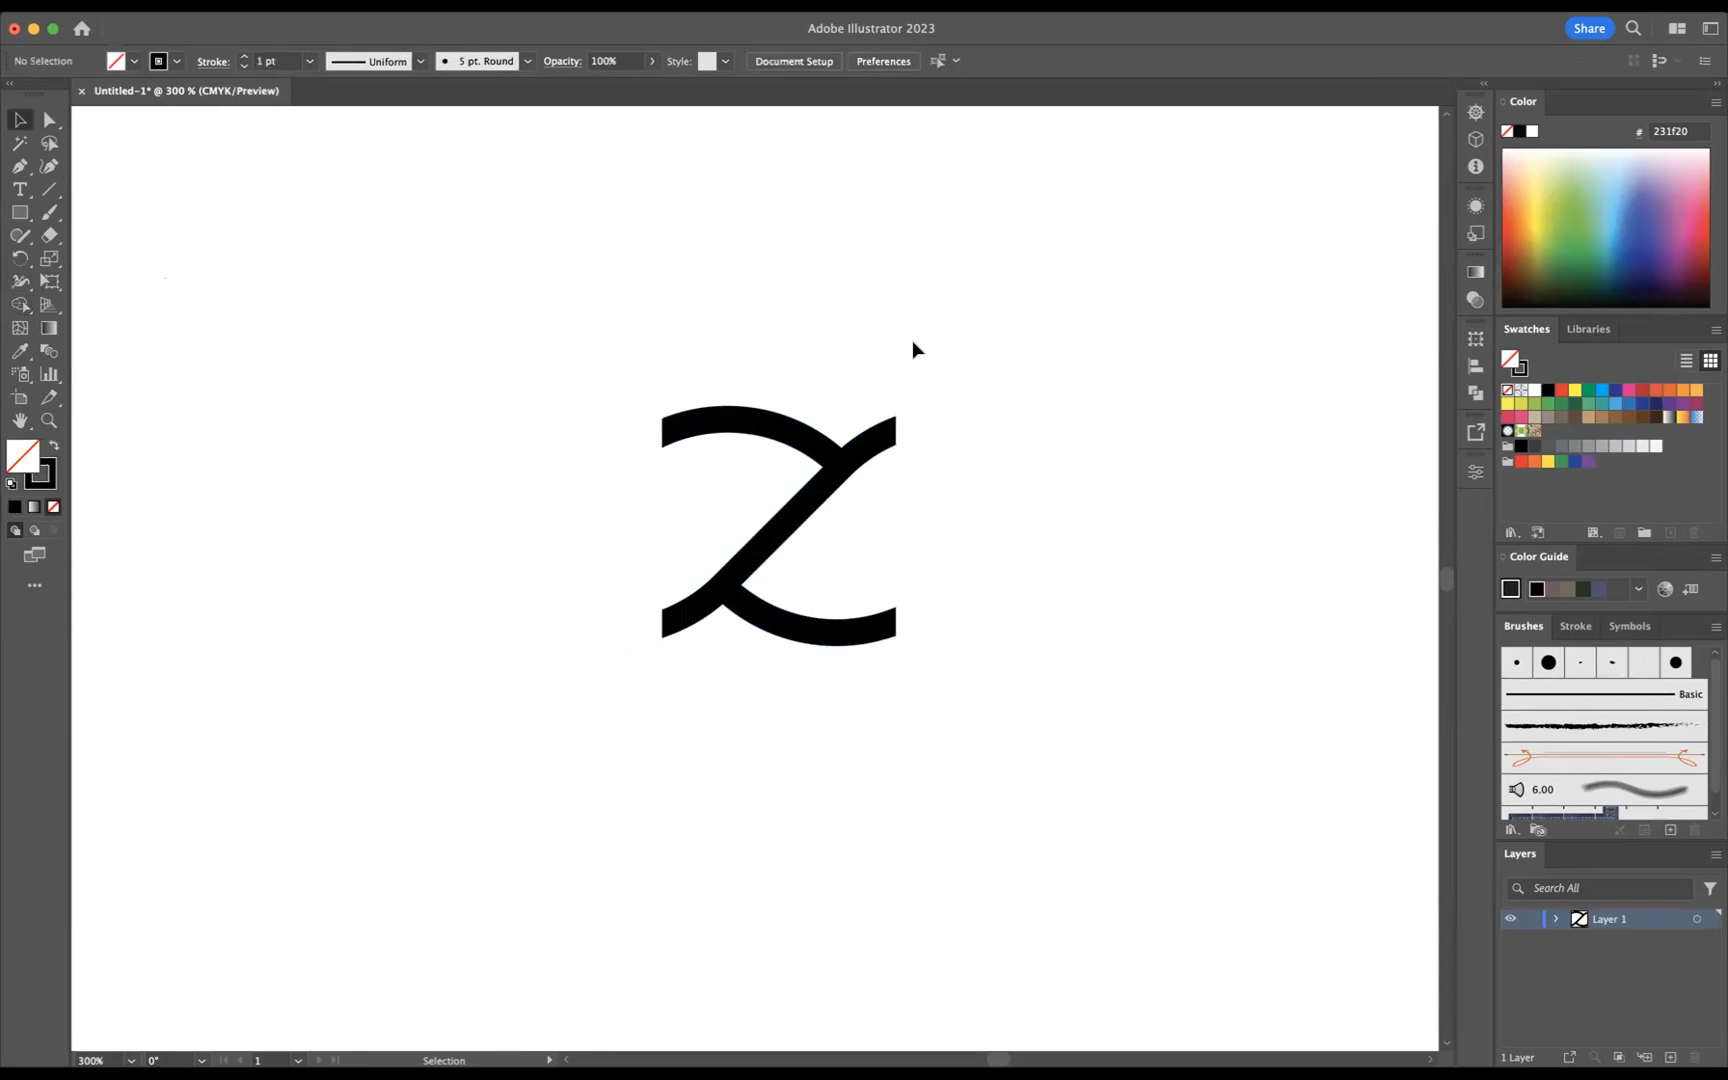 Adobe Illustrator 2023
Share
No Selection
Stroke:
1 pt
Uniform
5 pt. Round
Opacity:
100%
Style:
Document Setup
Preferences
Untitled-1* @ 300 % (CMYK/Preview)
Color
# 231f20
Swatches
Libraries
Color Guide
Brushes
Stroke
Symbols
Basic
6.00
Layers
Search All
Layer 1
1 Layer
300%
0°
1
Selection
Z